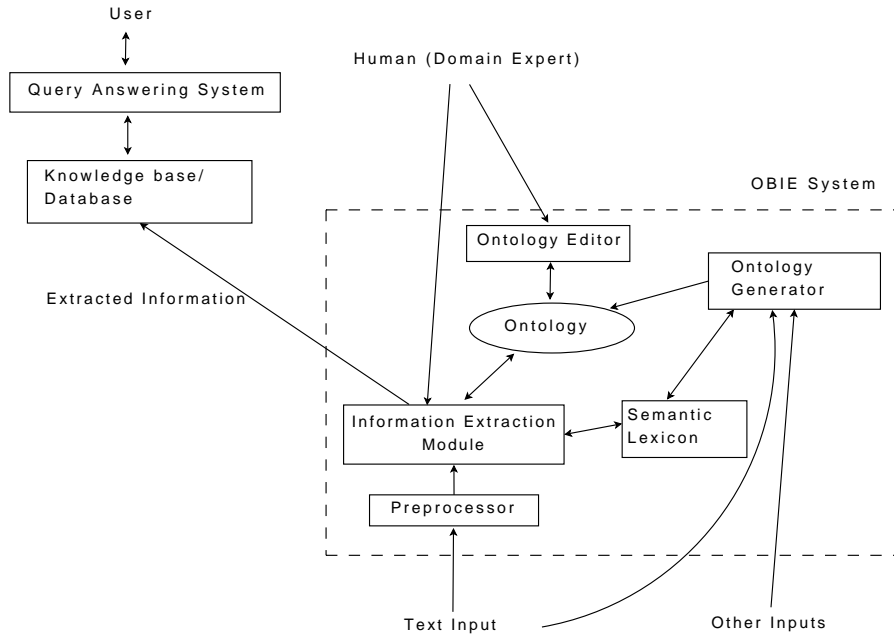 User
Human (Domain Expert)
Query Answering System
Knowledge base/
Database
OBIE System
Ontology Editor
Ontology
Generator
Extracted Information
Ontology
Information Extraction
Module
Semantic
Lexicon
Preprocessor
Text Input
Other Inputs